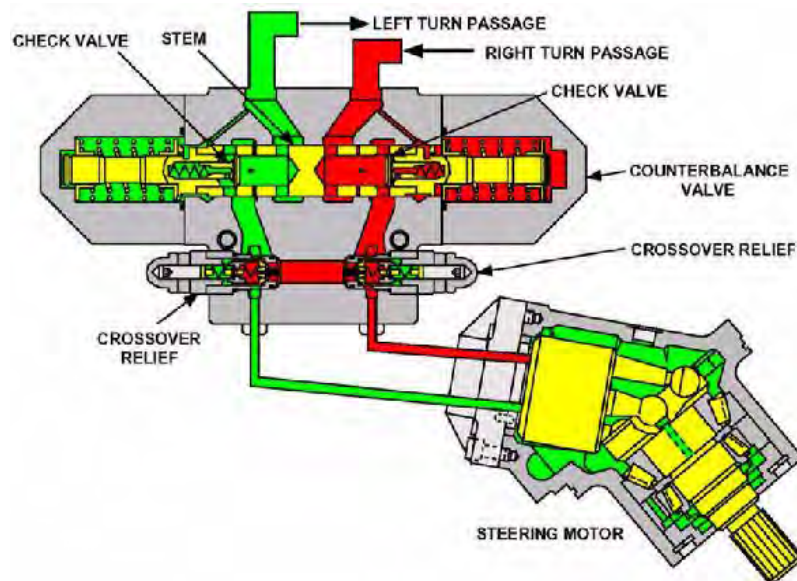 LEFT TURN PASSAGE
CHECK VALVE
STEM
RIGHT TURN PASSAGE
CHECK VALVE
COUNTERBALANCE
VALVE
CROSSOVER RELIEF
CROSSOVER
RELIEF
STEERING MOTOR